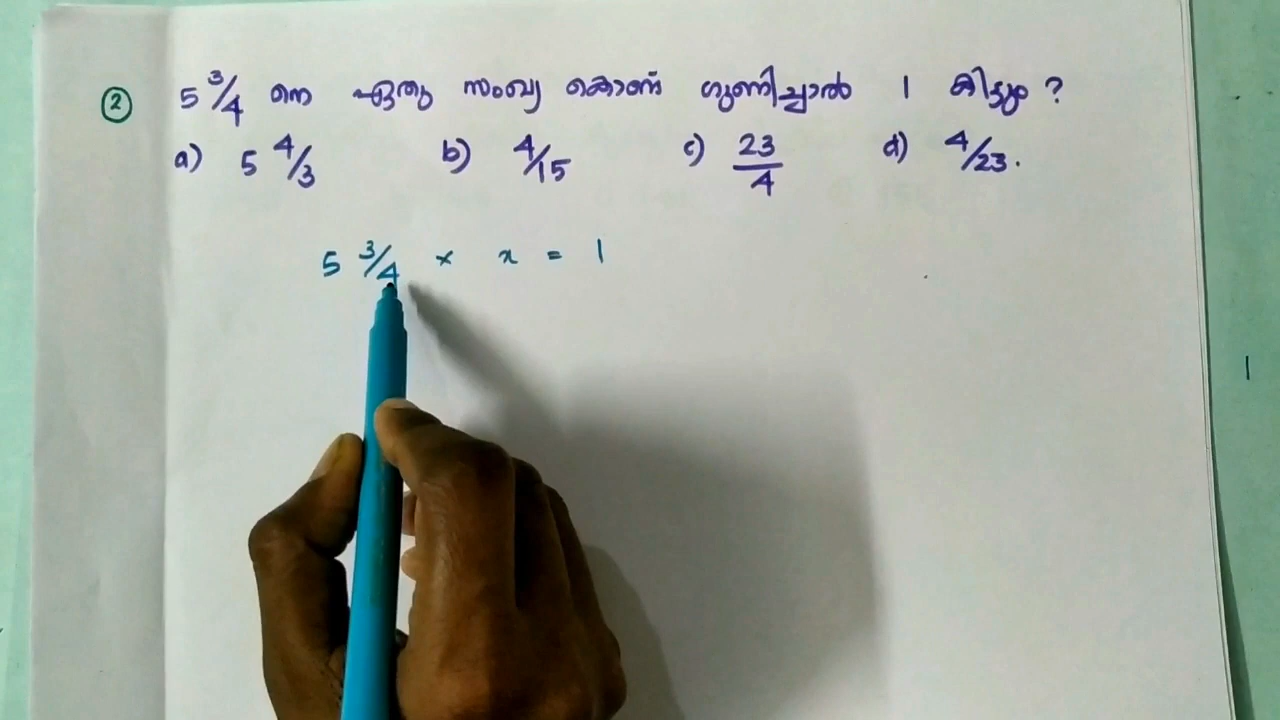 ② 5 3/4 നെ ഏതു സംഖ്യ കൊണ്ട് ഗുണിച്ചാൽ 1 കിട്ടും ?
a) 5 4/3 b) 4/15 c) 23/4 d) 4/23.
5 3/4 × x = 1